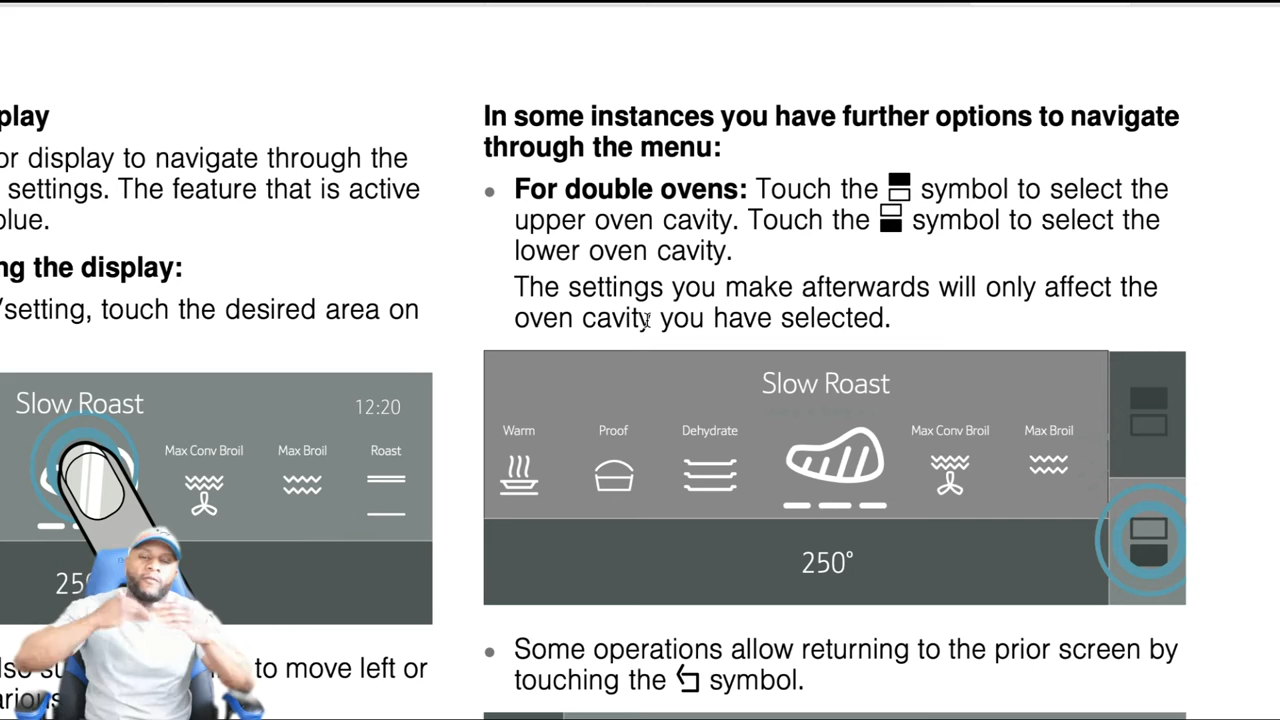 play
or display to navigate through the
settings. The feature that is active
blue.
ng the display:
/setting, touch the desired area on
Slow Roast
12:20
Max Conv Broil
Max Broil
Roast
25
to move left or
In some instances you have further options to navigate
through the menu:
• For double ovens: Touch the symbol to select the
upper oven cavity. Touch the symbol to select the
lower oven cavity.
The settings you make afterwards will only affect the
oven cavity you have selected.
Slow Roast
Warm
Proof
Dehydrate
Max Conv Broil
Max Broil
250°
• Some operations allow returning to the prior screen by
touching the symbol.